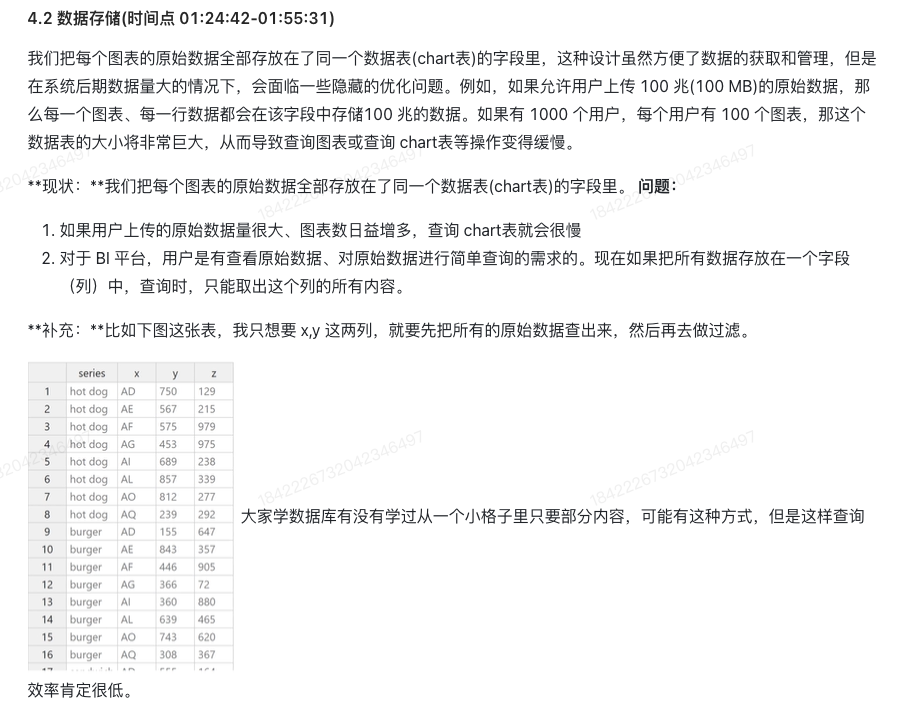 4.2 数据存储(时间点 01:24:42-01:55:31)
我们把每个图表的原始数据全部存放在了同一个数据表(chart表)的字段里，这种设计虽然方便了数据的获取和管理，但是
在系统后期数据量大的情况下，会面临一些隐藏的优化问题。例如，如果允许用户上传 100 兆(100 MB)的原始数据，那
么每一个图表、每一行数据都会在该字段中存储100 兆的数据。如果有 1000 个用户，每个用户有 100 个图表，那这个
数据表的大小将非常巨大，从而导致查询图表或查询 chart表等操作变得缓慢。
**现状：**我们把每个图表的原始数据全部存放在了同一个数据表(chart表)的字段里。 问题：
1. 如果用户上传的原始数据量很大、图表数日益增多，查询 chart表就会很慢
2. 对于 BI 平台，用户是有查看原始数据、对原始数据进行简单查询的需求的。现在如果把所有数据存放在一个字段
（列）中，查询时，只能取出这个列的所有内容。
**补充：**比如下图这张表，我只想要 x,y 这两列，就要先把所有的原始数据查出来，然后再去做过滤。
series x y z
1 hot dog AD 750 129
2 hot dog AE 567 215
3 hot dog AF 575 979
4 hot dog AG 453 975
5 hot dog AI 689 238
6 hot dog AL 857 339
7 hot dog AO 812 277
8 hot dog AQ 239 292
9 burger AD 155 647
10 burger AE 843 357
11 burger AF 446 905
12 burger AG 366 72
13 burger AI 360 880
14 burger AL 639 465
15 burger AO 743 620
16 burger AQ 308 367
大家学数据库有没有学过从一个小格子里只要部分内容，可能有这种方式，但是这样查询
效率肯定很低。
1842226732042346497
1842226732042346497